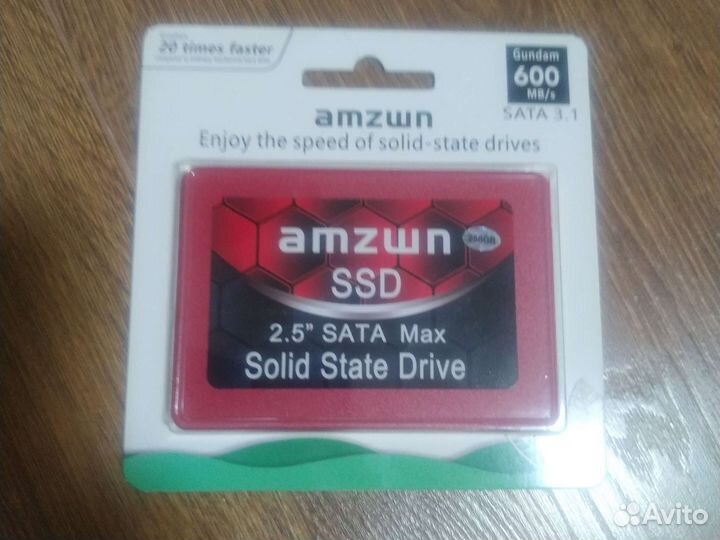 20 times faster
Gundam
600
MB/s
SATA 3.1
amzwn
Enjoy the speed of solid-state drives
amzwn
SSD
2.5" SATA Max
Solid State Drive
Avito